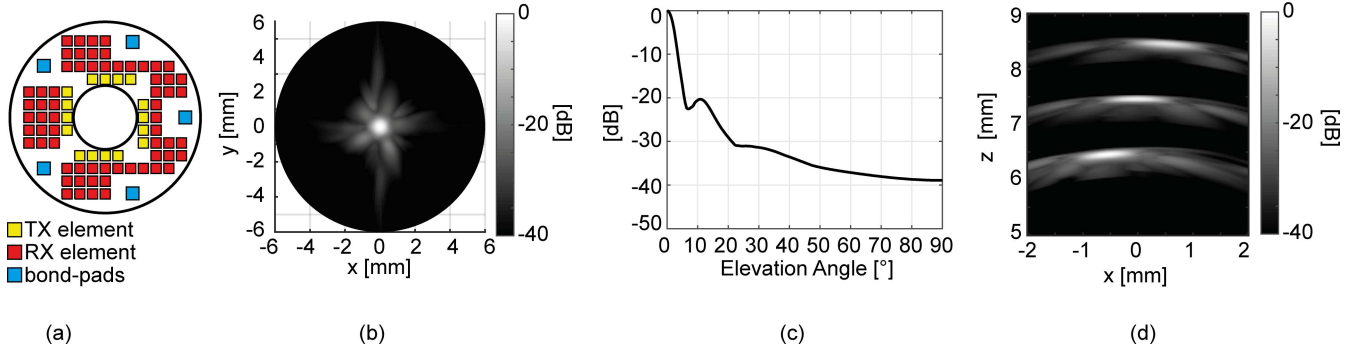 TX element
RX element
bond-pads
(a)
6
4
2
0
-2
-4
-6
y [mm]
-6 -4 -2 0 2 4 6
x [mm]
0
-20
-40
[dB]
(b)
0
-10
-20
-30
-40
-50
[dB]
0 10 20 30 40 50 60 70 80 90
Elevation Angle [°]
(c)
9
8
7
6
5
z [mm]
-2 -1 0 1 2
x [mm]
0
-20
-40
[dB]
(d)